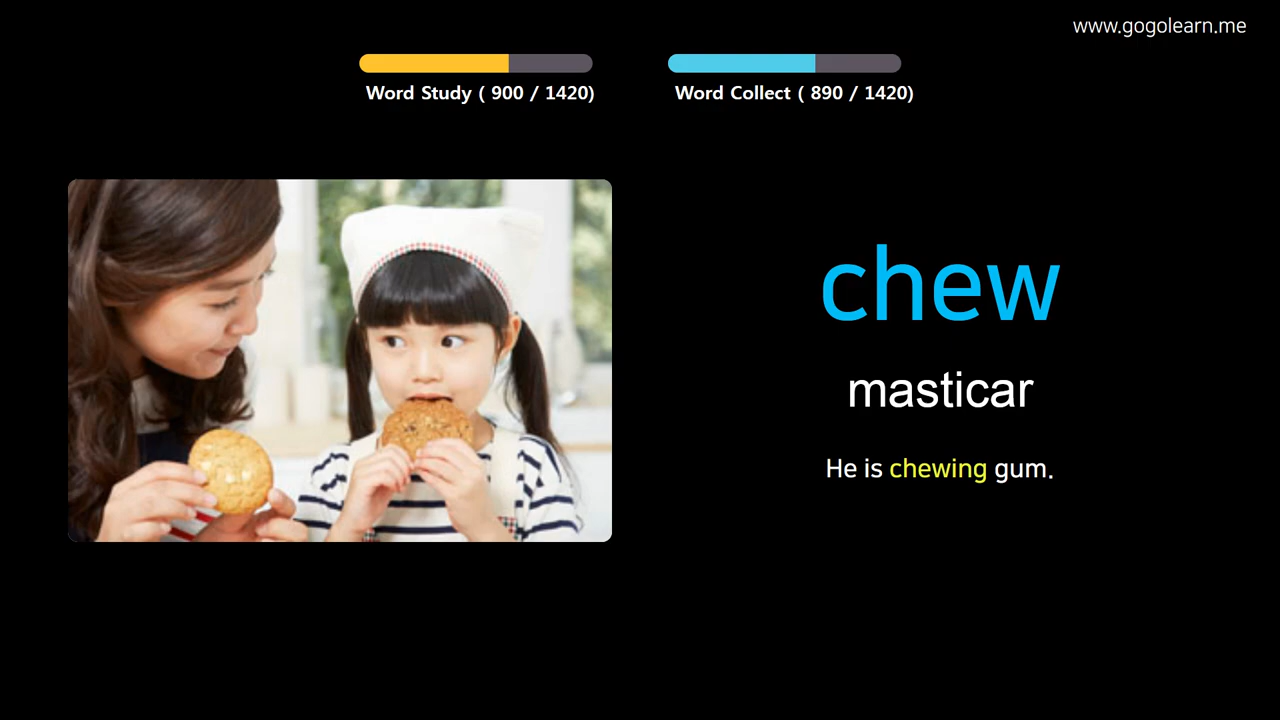 www.gogolearn.me
Word Study ( 900 / 1420)
Word Collect ( 890 / 1420)
chew
masticar
He is chewing gum.